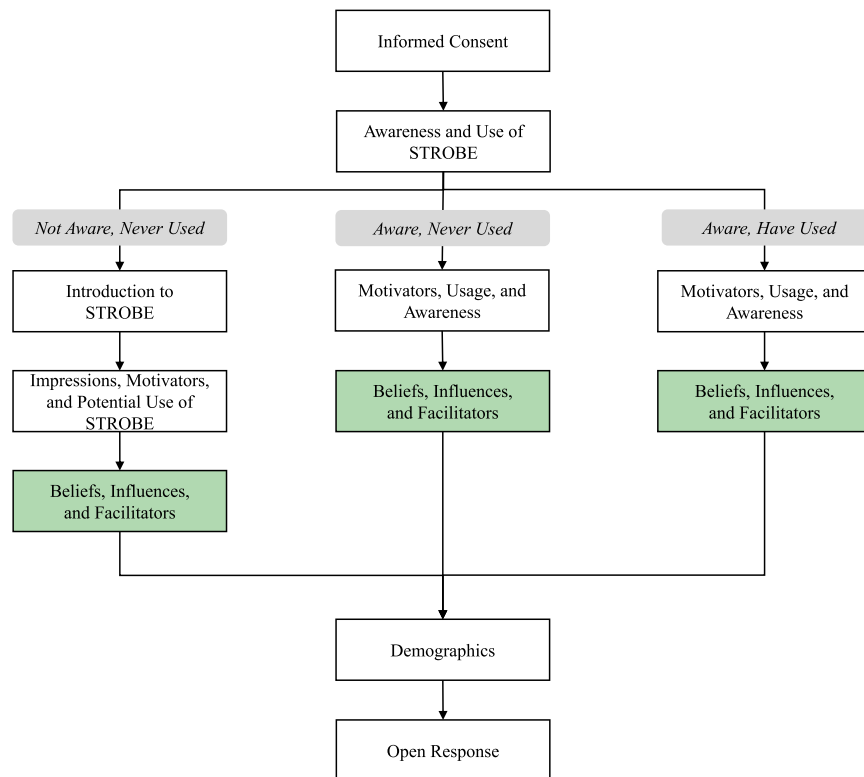 Informed Consent
Awareness and Use of
STROBE
Not Aware, Never Used
Aware, Never Used
Aware, Have Used
Introduction to
STROBE
Motivators, Usage, and
Awareness
Motivators, Usage, and
Awareness
Impressions, Motivators,
and Potential Use of
STROBE
Beliefs, Influences,
and Facilitators
Beliefs, Influences,
and Facilitators
Beliefs, Influences,
and Facilitators
Demographics
Open Response